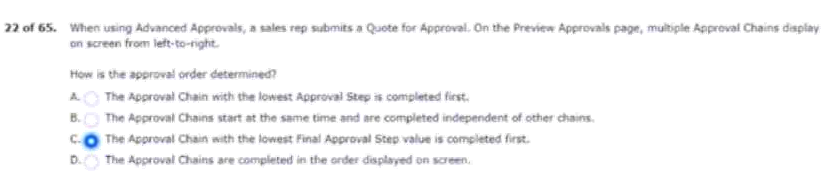 22 of 65. When using Advanced Approvals, a sales rep submits a Quote for Approval. On the Preview Approvals page, multiple Approval Chains display
on screen from left-to-right.
How is the approval order determined?
A. The Approval Chain with the lowest Approval Step is completed first.
B. The Approval Chains start at the same time and are completed independent of other chains.
C. The Approval Chain with the lowest Final Approval Step value is completed first.
D. The Approval Chains are completed in the order displayed on screen.